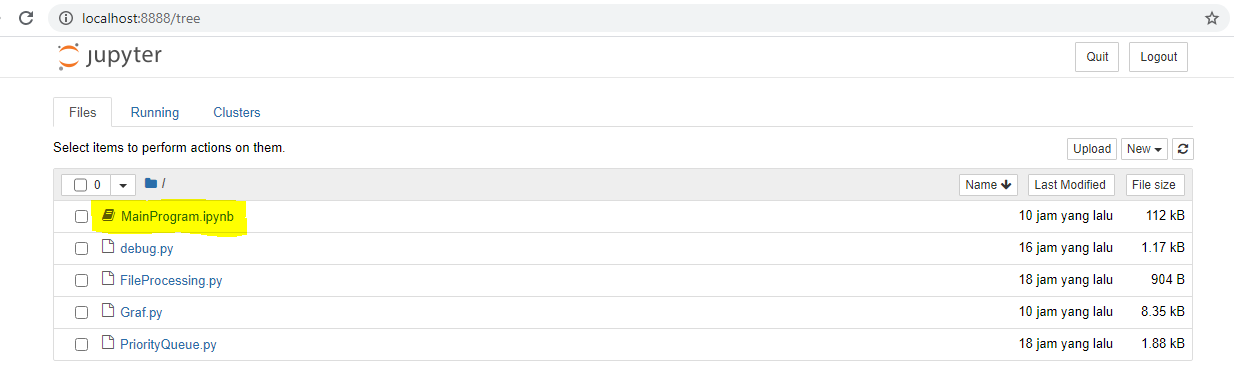 localhost:8888/tree
jupyter
Quit Logout
Files Running Clusters
Select items to perform actions on them.
Upload New
0 / Name Last Modified File size
MainProgram.ipynb 10 jam yang lalu 112 kB
debug.py 16 jam yang lalu 1.17 kB
FileProcessing.py 18 jam yang lalu 904 B
Graf.py 10 jam yang lalu 8.35 kB
PriorityQueue.py 18 jam yang lalu 1.88 kB